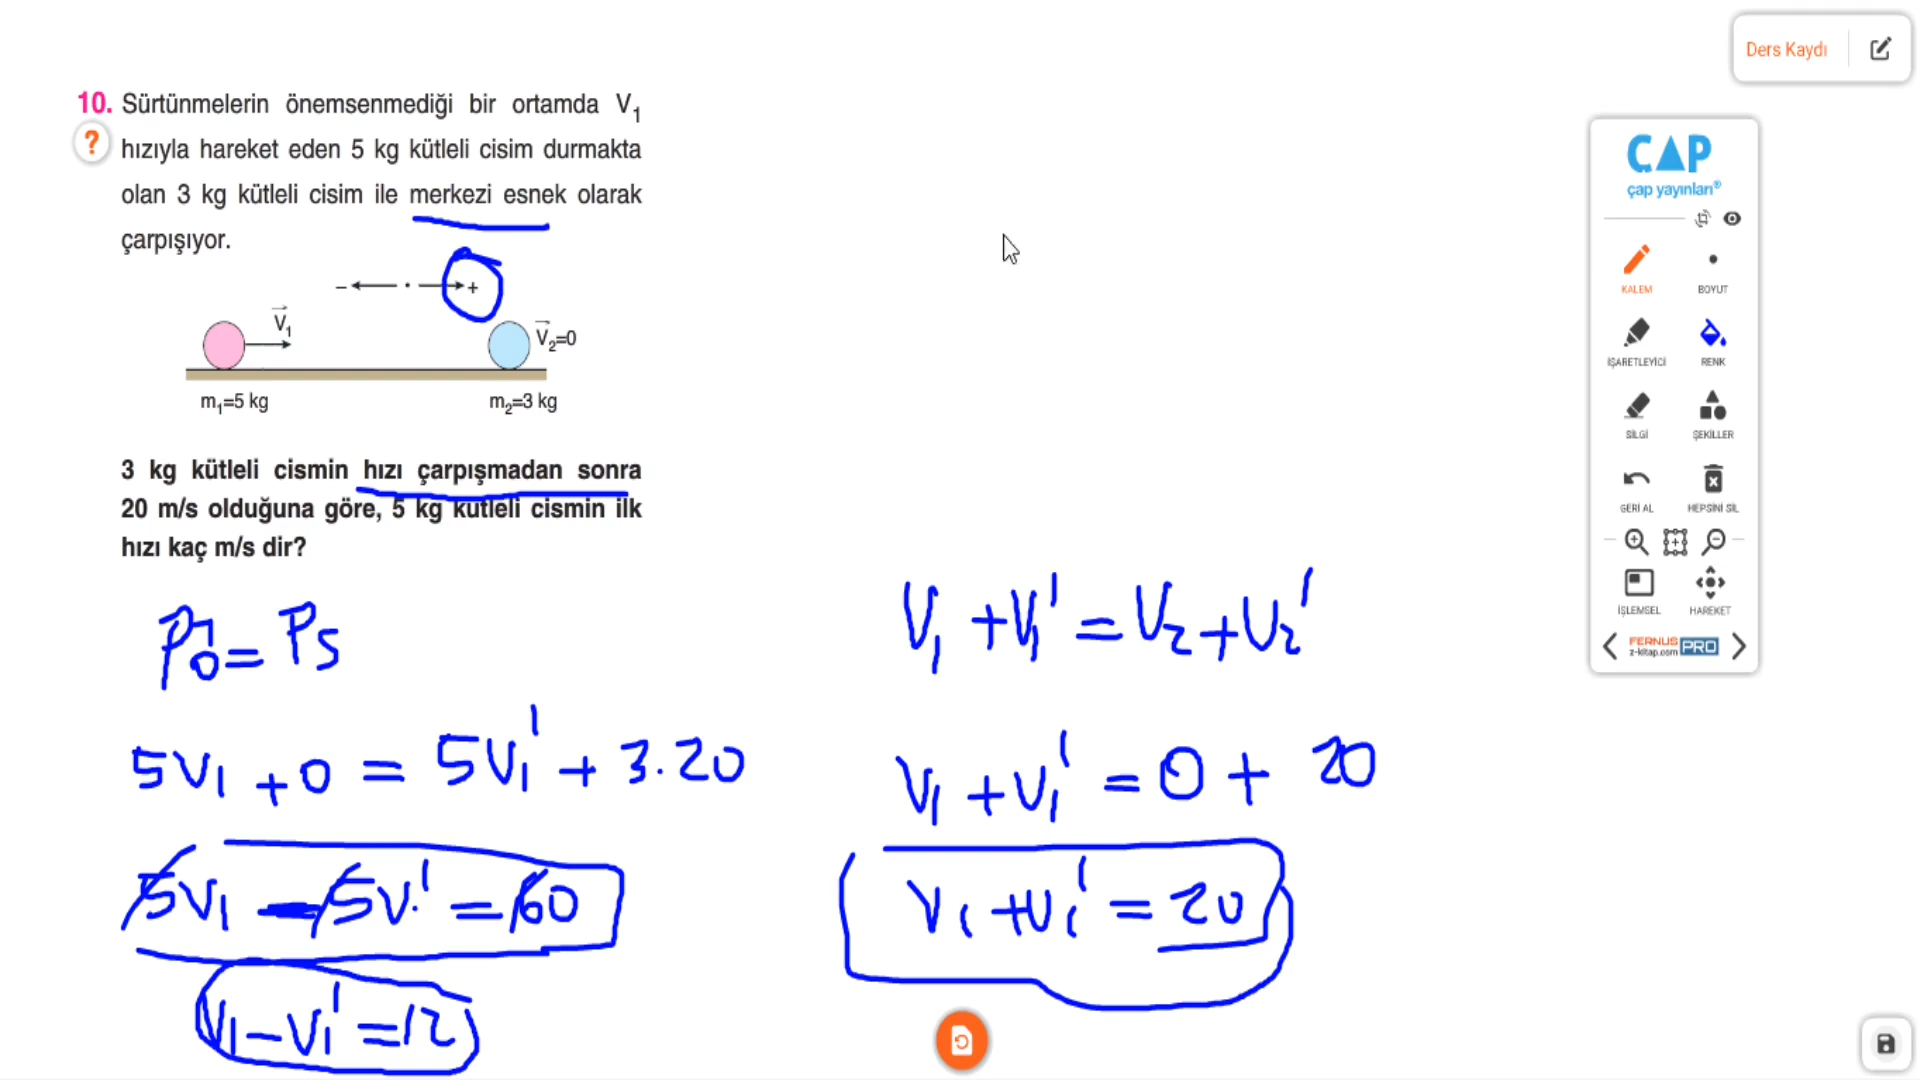 Ders Kaydı
10. Sürtünmelerin önemsenmediği bir ortamda V₁
? hızıyla hareket eden 5 kg kütleli cisim durmakta
olan 3 kg kütleli cisim ile merkezi esnek olarak
çarpışıyor.
− • +
V₁
V₂=0
m₁=5 kg m₂=3 kg
3 kg kütleli cismin hızı çarpışmadan sonra
20 m/s olduğuna göre, 5 kg kütleli cismin ilk
hızı kaç m/s dir?
P₀ = Ps
5V₁ + 0 = 5V₁' + 3.20
5V₁ − 5V₁' = 60
V₁ − V₁' = 12
V₁ + V₁' = V₂ + V₂'
V₁ + V₁' = 0 + 20
V₁ + V₁' = 20
ÇAP
çap yayınları®
KALEM BOYUT
İŞARETLEYİCİ RENK
SİLGİ ŞEKİLLER
GERİ AL HEPSİNİ SİL
İŞLEMSEL HAREKET
FERNUS
z-kitap.com PRO